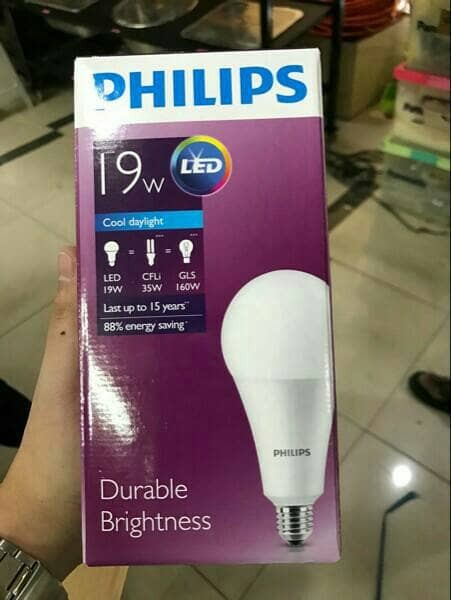 PHILIPS
19W
LED
Cool daylight
LED = CFLi = GLS
19W 35W 160W
Last up to 15 years**
88% energy saving*
PHILIPS
Durable
Brightness